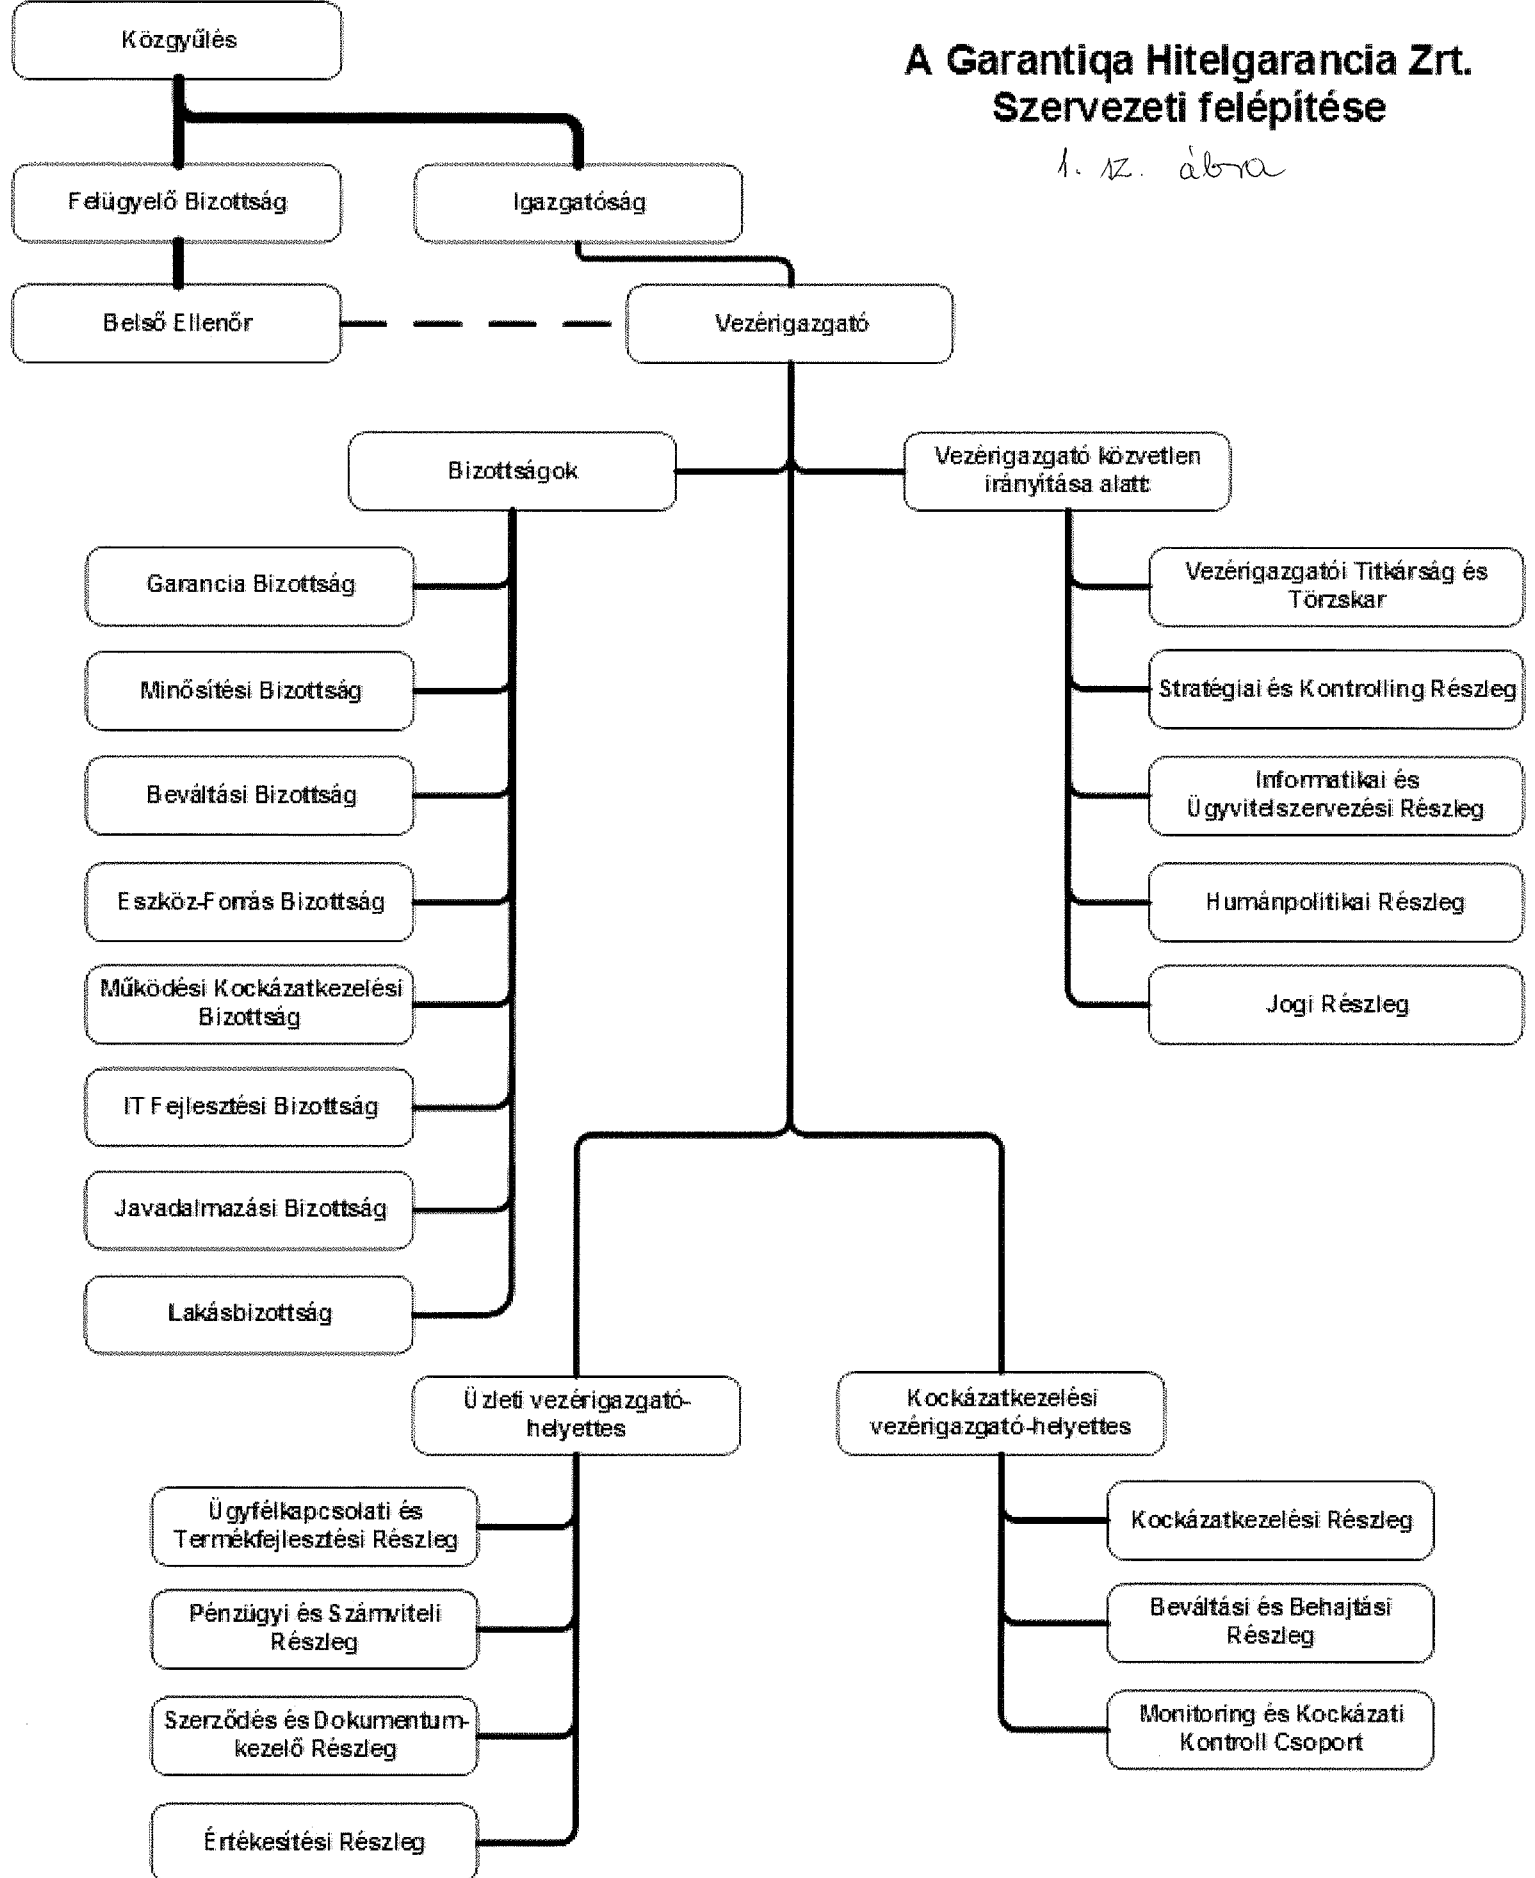 Közgyűlés
A Garantiqa Hitelgarancia Zrt.
Szervezeti felépítése
1. sz. ábra
Felügyelő Bizottság
Igazgatóság
Belső Ellenőr
Vezérigazgató
Bizottságok
Vezérigazgató közvetlen
irányítása alatt:
Garancia Bizottság
Minősítési Bizottság
Beváltási Bizottság
Eszköz-Forrás Bizottság
Működési Kockázatkezelési
Bizottság
IT Fejlesztési Bizottság
Javadalmazási Bizottság
Lakásbizottság
Vezérigazgatói Titkárság és
Törzskar
Stratégiai és Kontrolling Részleg
Informatikai és
Ügyvitelszervezési Részleg
Humánpolitikai Részleg
Jogi Részleg
Üzleti vezérigazgató-
helyettes
Ügyfélkapcsolati és
Termékfejlesztési Részleg
Pénzügyi és Számviteli
Részleg
Szerződés és Dokumentum-
kezelő Részleg
Értékesítési Részleg
Kockázatkezelési
vezérigazgató-helyettes
Kockázatkezelési Részleg
Beváltási és Behajtási
Részleg
Monitoring és Kockázati
Kontroll Csoport